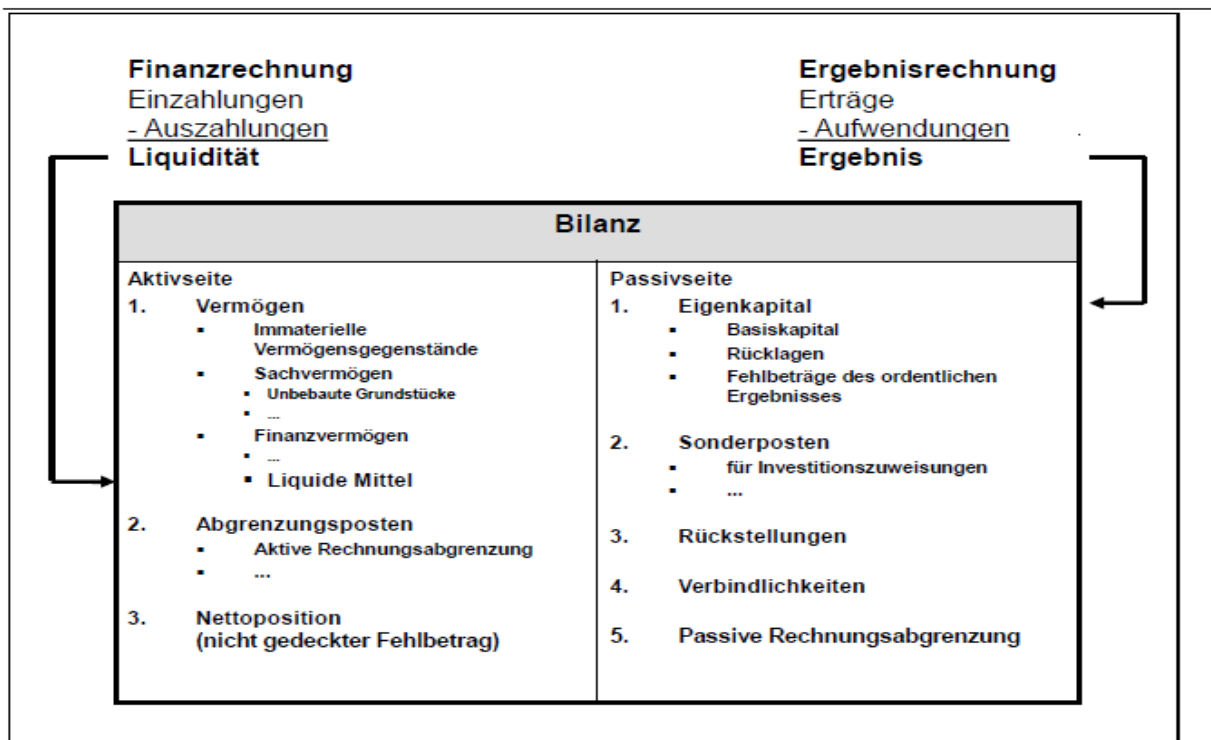 Finanzrechnung
Einzahlungen
- Auszahlungen
Liquidität
Ergebnisrechnung
Erträge
- Aufwendungen
Ergebnis
Bilanz
Aktivseite
1. Vermögen
▪ Immaterielle
Vermögensgegenstände
▪ Sachvermögen
▪ Unbebaute Grundstücke
▪ ...
▪ Finanzvermögen
▪ ...
▪ Liquide Mittel
2. Abgrenzungsposten
▪ Aktive Rechnungsabgrenzung
▪ ...
3. Nettoposition
(nicht gedeckter Fehlbetrag)
Passivseite
1. Eigenkapital
▪ Basiskapital
▪ Rücklagen
▪ Fehlbeträge des ordentlichen
Ergebnisses
2. Sonderposten
▪ für Investitionszuweisungen
▪ ...
3. Rückstellungen
4. Verbindlichkeiten
5. Passive Rechnungsabgrenzung